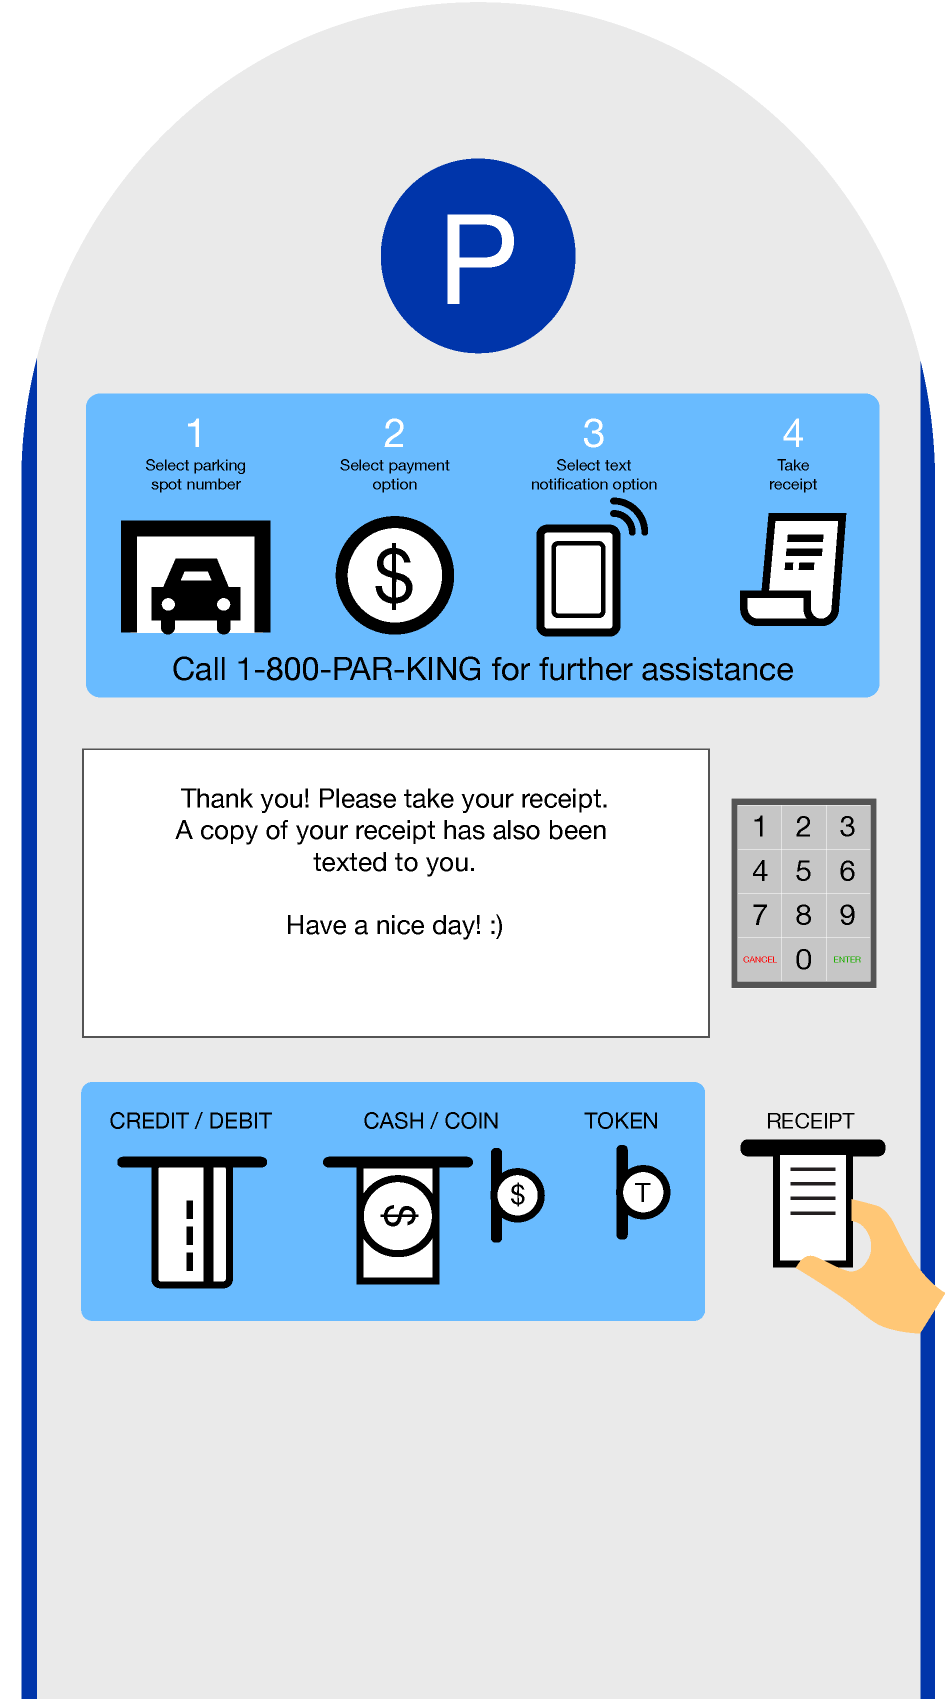 P
1
Select parking
spot number
2
Select payment
option
3
Select text
notification option
4
Take
receipt
$
Call 1-800-PAR-KING for further assistance
Thank you! Please take your receipt.
A copy of your receipt has also been
texted to you.
Have a nice day! :)
1 2 3
4 5 6
7 8 9
CANCEL 0 ENTER
CREDIT / DEBIT
CASH / COIN
TOKEN
RECEIPT
$
$
T